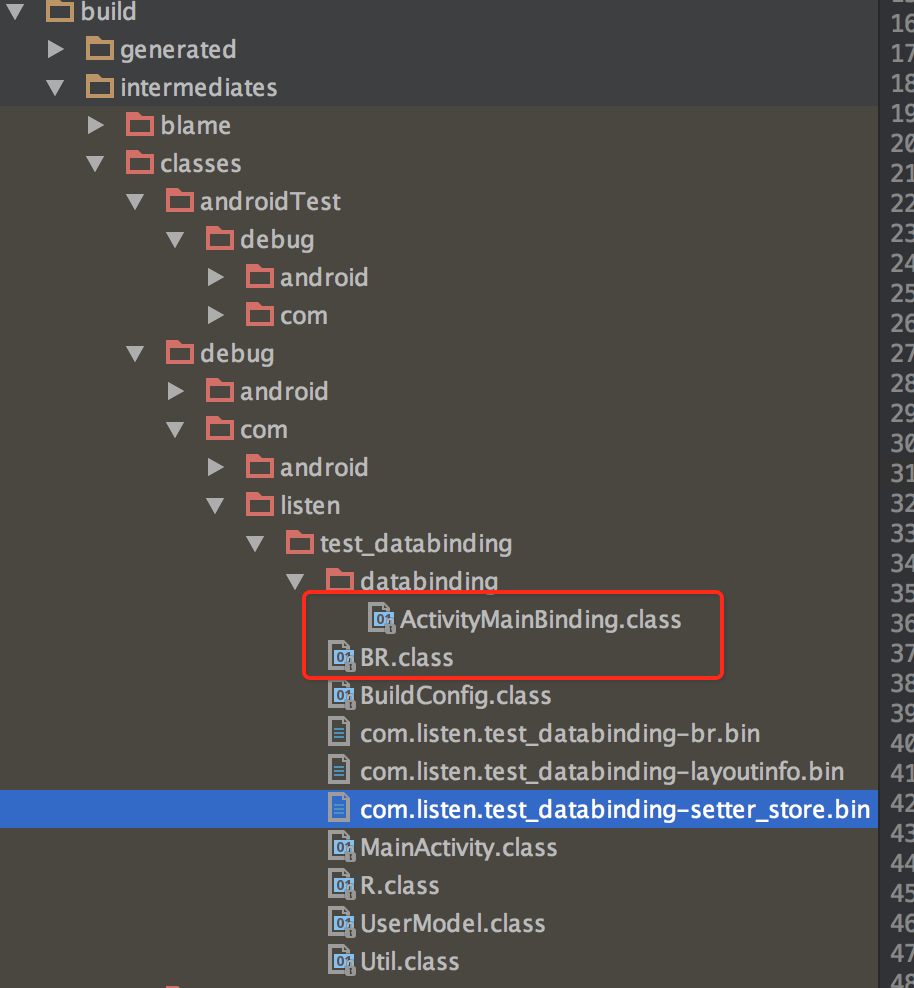 build
generated
intermediates
blame
classes
androidTest
debug
android
com
debug
android
com
android
listen
test_databinding
databinding
ActivityMainBinding.class
BR.class
BuildConfig.class
com.listen.test_databinding-br.bin
com.listen.test_databinding-layoutinfo.bin
com.listen.test_databinding-setter_store.bin
MainActivity.class
R.class
UserModel.class
Util.class
16
17
18
19
20
21
22
23
24
25
26
27
28
29
30
31
32
33
34
35
36
37
38
39
40
41
42
43
44
45
46
47
48